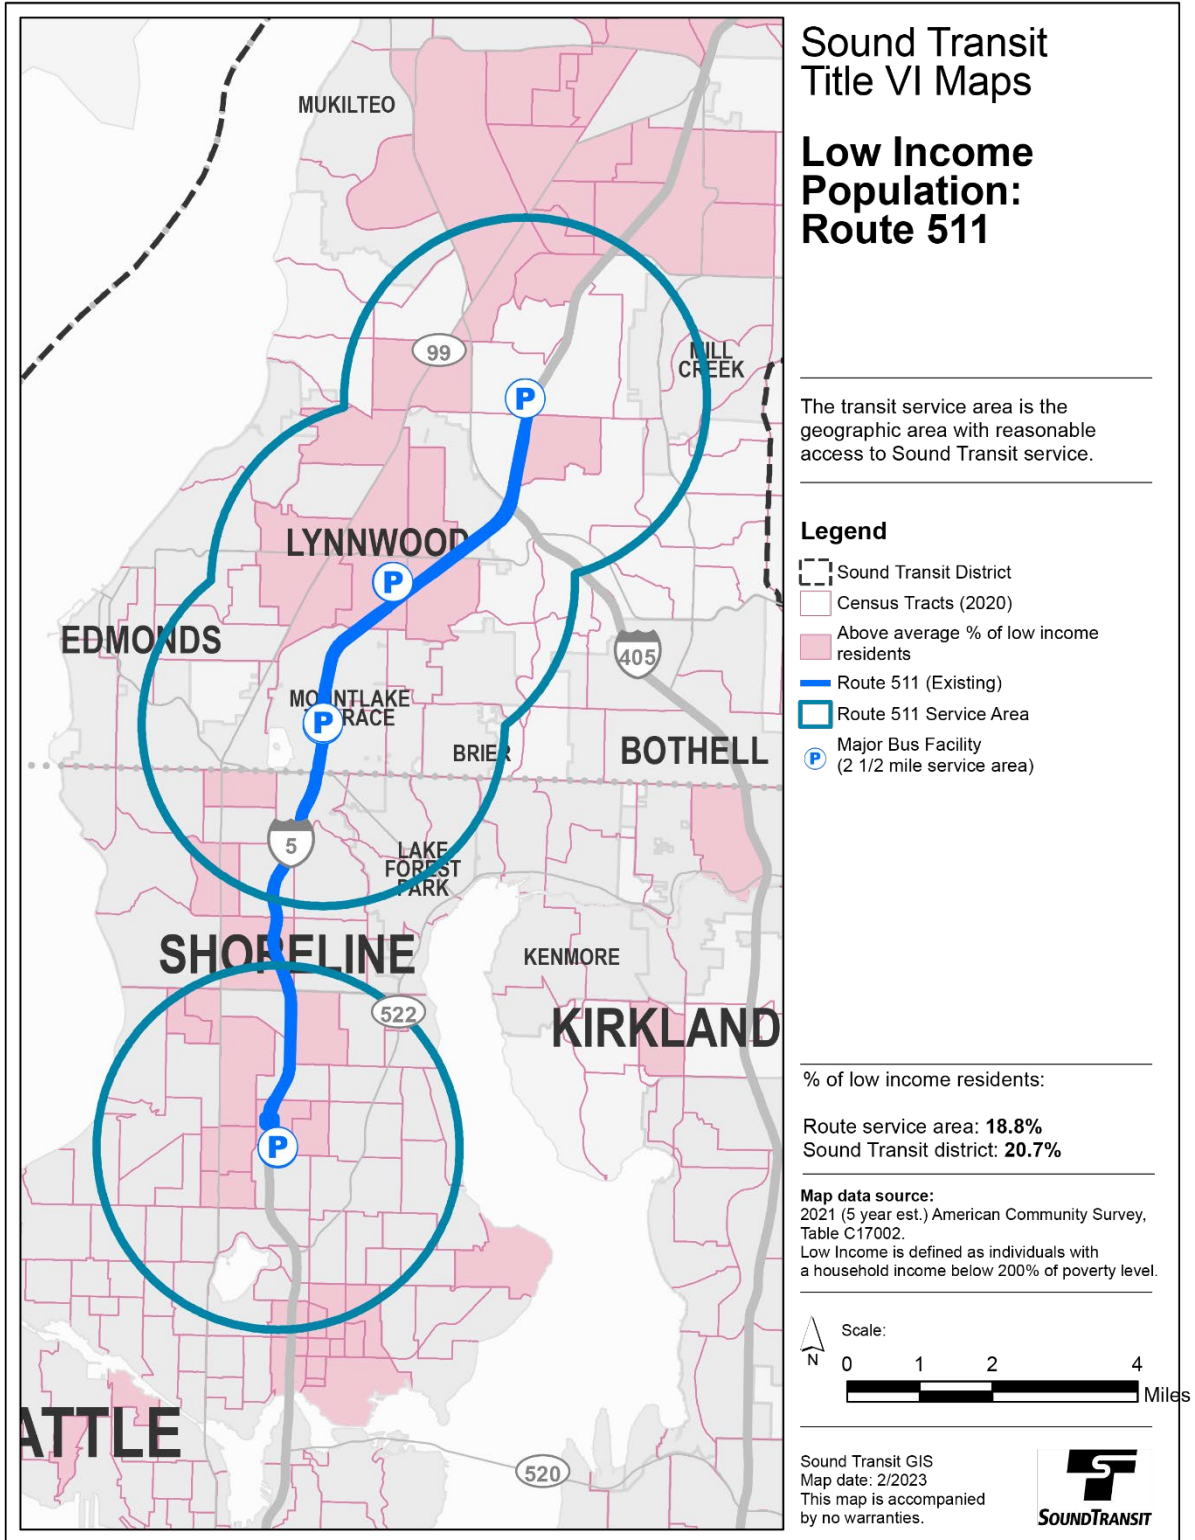 Sound Transit
Title VI Maps
Low Income
Population:
Route 511
The transit service area is the
geographic area with reasonable
access to Sound Transit service.
Legend
Sound Transit District
Census Tracts (2020)
Above average % of low income
residents
Route 511 (Existing)
Route 511 Service Area
P
Major Bus Facility
(2 1/2 mile service area)
% of low income residents:
Route service area: 18.8%
Sound Transit district: 20.7%
Map data source:
2021 (5 year est.) American Community Survey,
Table C17002.
Low Income is defined as individuals with
a household income below 200% of poverty level.
N
Scale:
0 1 2 4
Miles
Sound Transit GIS
Map date: 2/2023
This map is accompanied
by no warranties.
ST
SOUNDTRANSIT
MUKILTEO
99
MILL
CREEK
P
LYNNWOOD
P
EDMONDS
405
MOUNTLAKE
P
RACE
BRIER
BOTHELL
5
LAKE
FOREST
PARK
SHORELINE
KENMORE
522
KIRKLAND
P
ATTLE
520